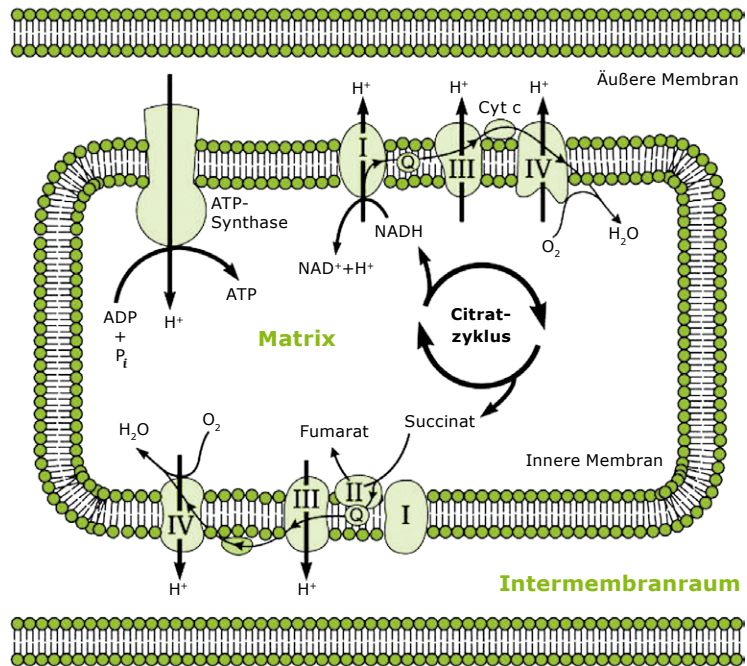 Äußere Membran
H⁺
H⁺
Cyt c
H⁺
I
Q
III
IV
ATP-
Synthase
NADH
O₂
H₂O
NAD⁺+H⁺
ATP
ADP
+
Pᵢ
H⁺
Matrix
Citrat-
zyklus
H₂O
O₂
Fumarat
Succinat
Innere Membran
IV
III
II
Q
I
H⁺
H⁺
Intermembranraum